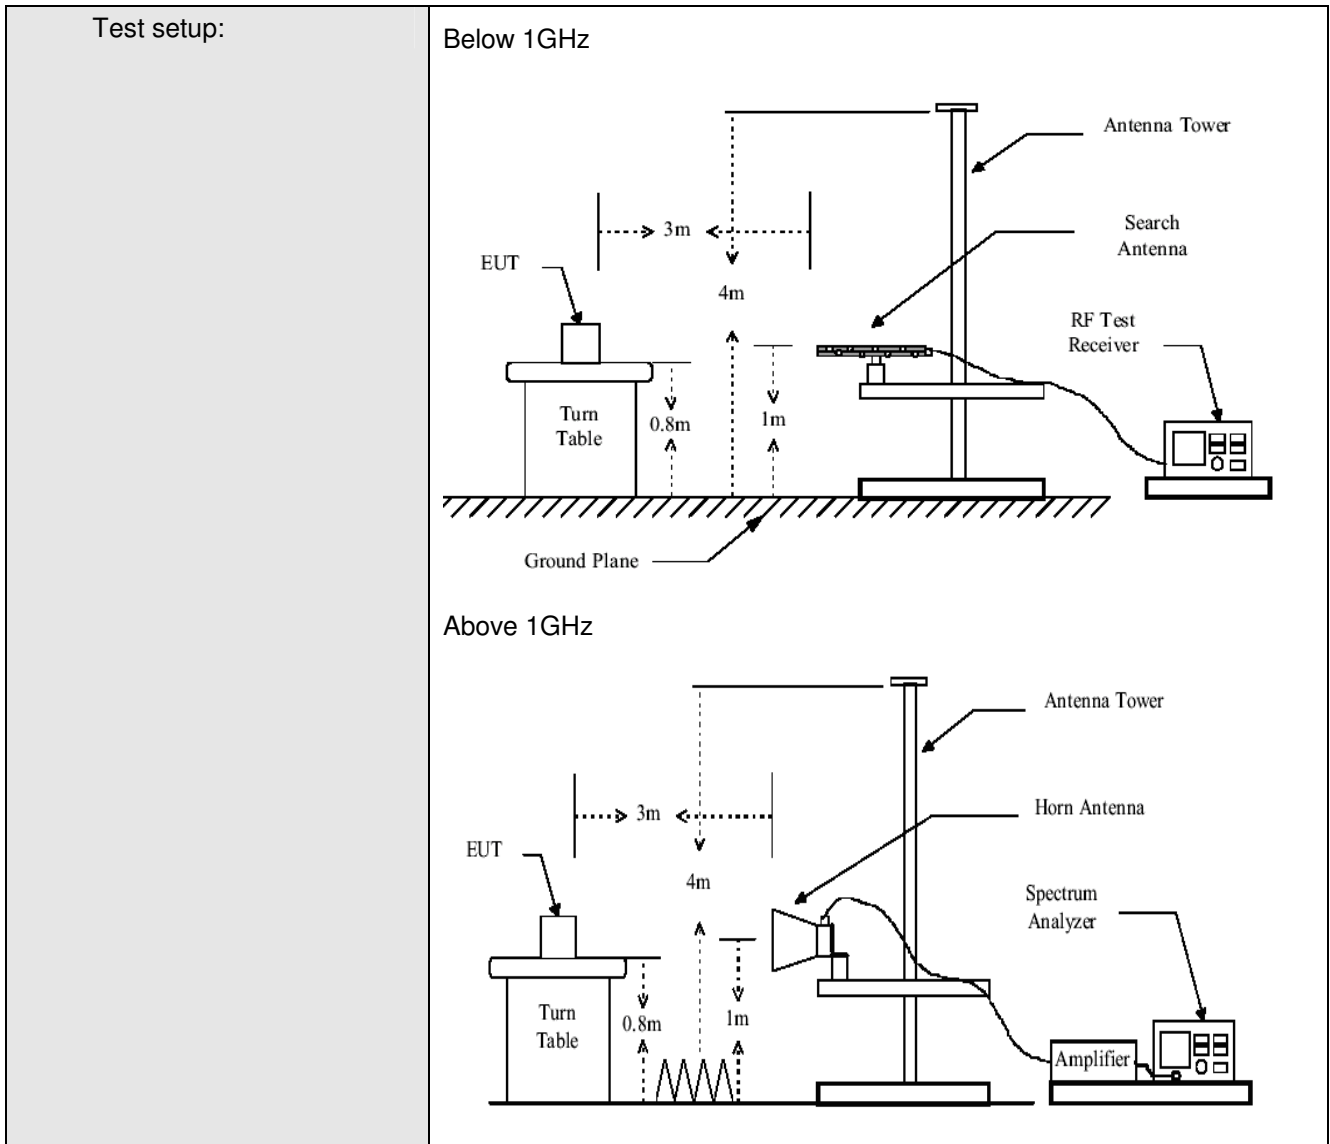 Test setup:
Below 1GHz
Antenna Tower
Search
Antenna
3m
EUT
4m
RF Test
Receiver
Turn
Table
0.8m
1m
Ground Plane
Above 1GHz
Antenna Tower
Horn Antenna
3m
EUT
4m
Spectrum
Analyzer
Turn
Table
0.8m
1m
Amplifier